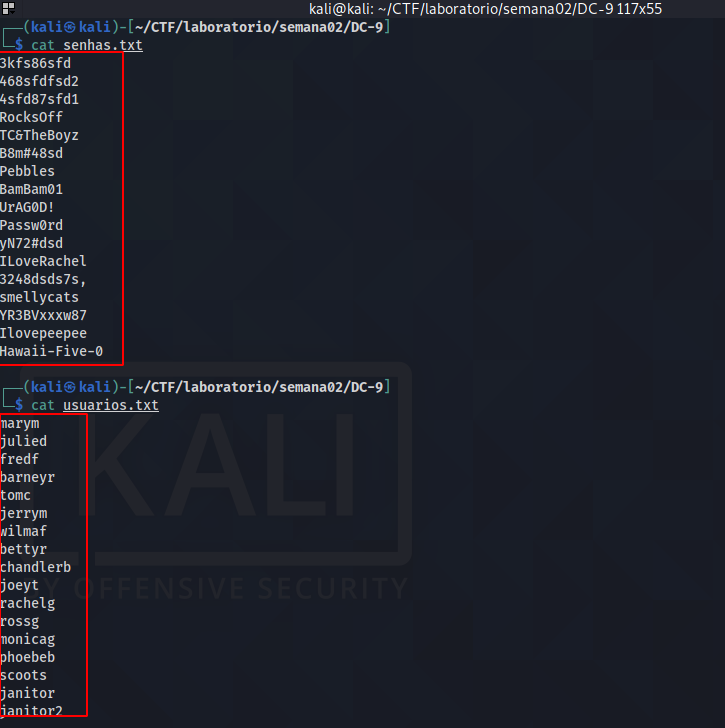 kali@kali: ~/CTF/laboratorio/semana02/DC-9 117x55
┌──(kali㉿kali)-[~/CTF/laboratorio/semana02/DC-9]
└─$ cat senhas.txt
3kfs86sfd
468sfdfsd2
4sfd87sfd1
RocksOff
TC&TheBoyz
B8m#48sd
Pebbles
BamBam01
UrAG0D!
Passw0rd
yN72#dsd
ILoveRachel
3248dsds7s,
smellycats
YR3BVxxxw87
Ilovepeepee
Hawaii-Five-0
┌──(kali㉿kali)-[~/CTF/laboratorio/semana02/DC-9]
└─$ cat usuarios.txt
marym
julied
fredf
barneyr
tomc
jerrym
wilmaf
bettyr
chandlerb
joeyt
rachelg
rossg
monicag
phoebeb
scoots
janitor
janitor2
KALI
BY OFFENSIVE SECURITY